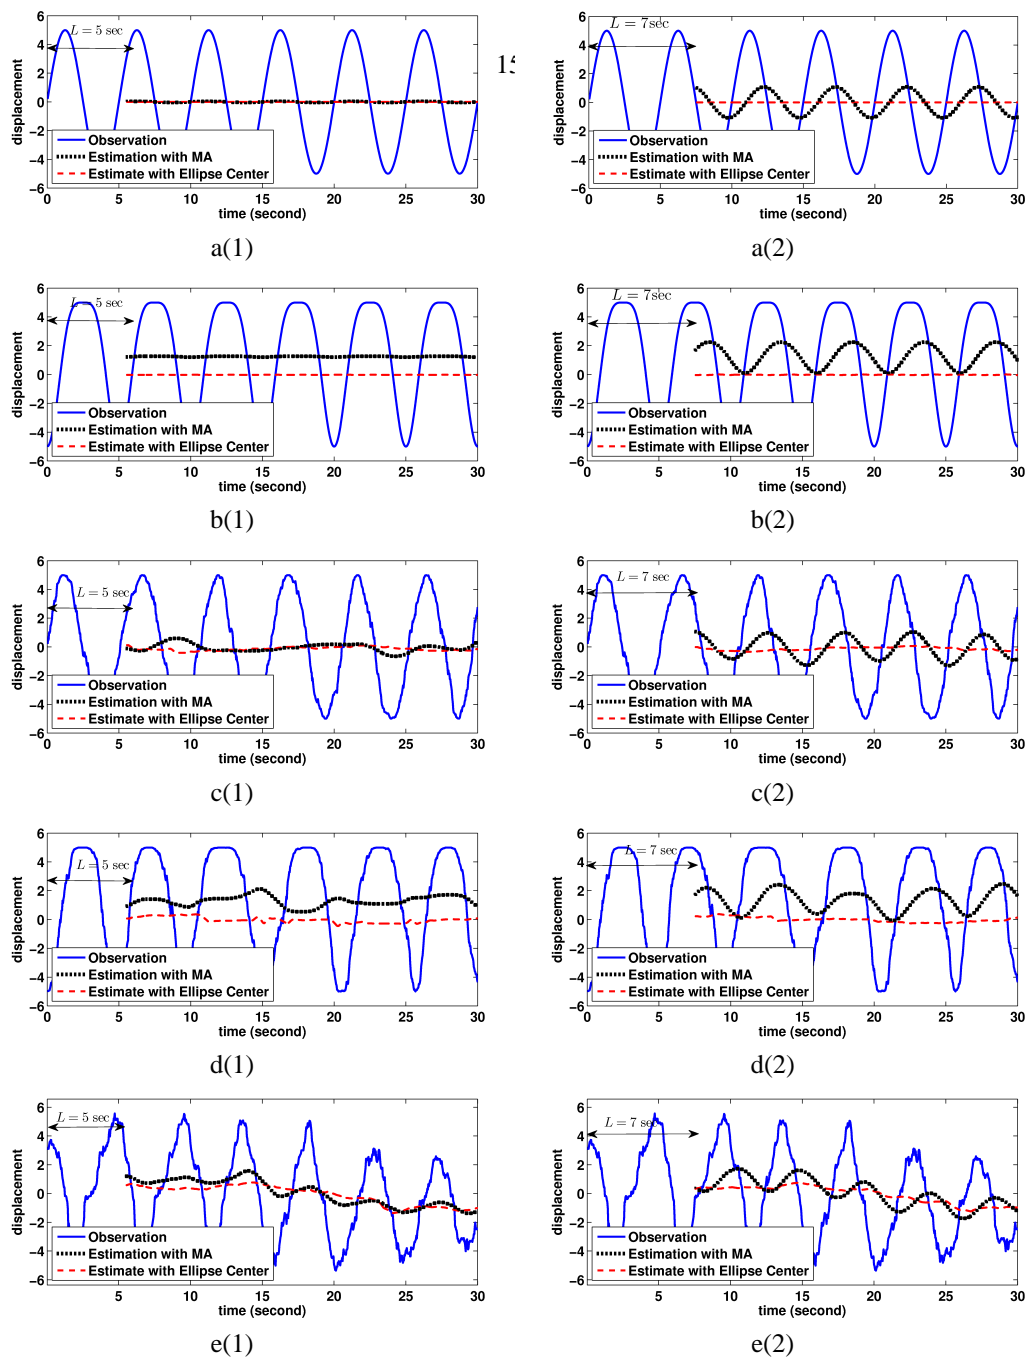 6
4
2
0
−2
−4
−6
displacement
L = 5 sec
Observation
Estimation with MA
Estimate with Ellipse Center
0 5 10 15 20 25 30
time (second)
a(1)
6
4
2
0
−2
−4
−6
displacement
L = 7sec
Observation
Estimation with MA
Estimate with Ellipse Center
0 5 10 15 20 25 30
time (second)
a(2)
6
4
2
0
−2
−4
−6
displacement
L = 5 sec
Observation
Estimation with MA
Estimate with Ellipse Center
0 5 10 15 20 25 30
time (second)
b(1)
6
4
2
0
−2
−4
−6
displacement
L = 7sec
Observation
Estimation with MA
Estimate with Ellipse Center
0 5 10 15 20 25 30
time (second)
b(2)
6
4
2
0
−2
−4
−6
displacement
L = 5 sec
Observation
Estimation with MA
Estimate with Ellipse Center
0 5 10 15 20 25 30
time (second)
c(1)
6
4
2
0
−2
−4
−6
displacement
L = 7 sec
Observation
Estimation with MA
Estimate with Ellipse Center
0 5 10 15 20 25 30
time (second)
c(2)
6
4
2
0
−2
−4
−6
displacement
L = 5 sec
Observation
Estimation with MA
Estimate with Ellipse Center
0 5 10 15 20 25 30
time (second)
d(1)
6
4
2
0
−2
−4
−6
displacement
L = 7 sec
Observation
Estimation with MA
Estimate with Ellipse Center
0 5 10 15 20 25 30
time (second)
d(2)
6
4
2
0
−2
−4
−6
displacement
L = 5 sec
Observation
Estimation with MA
Estimate with Ellipse Center
0 5 10 15 20 25 30
time (second)
e(1)
6
4
2
0
−2
−4
−6
displacement
L = 7 sec
Observation
Estimation with MA
Estimate with Ellipse Center
0 5 10 15 20 25 30
time (second)
e(2)